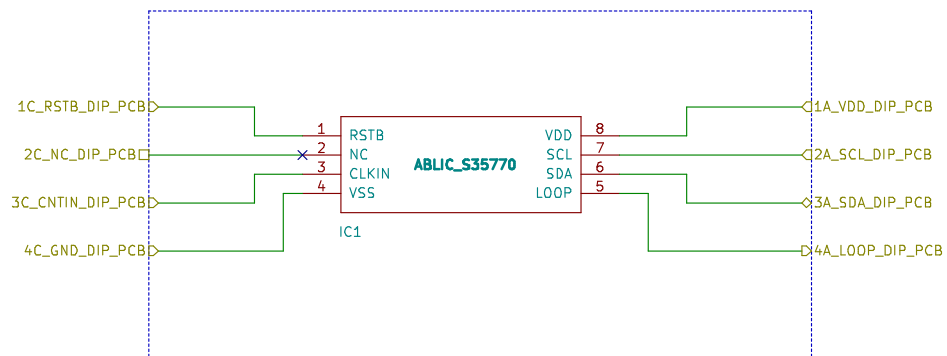 1C_RSTB_DIP_PCB
1A_VDD_DIP_PCB
1 RSTB VDD 8
2C_NC_DIP_PCB
2 NC SCL 7
2A_SCL_DIP_PCB
ABLIC_S35770
3 CLKIN SDA 6
3C_CNTIN_DIP_PCB
3A_SDA_DIP_PCB
4 VSS LOOP 5
IC1
4C_GND_DIP_PCB
4A_LOOP_DIP_PCB